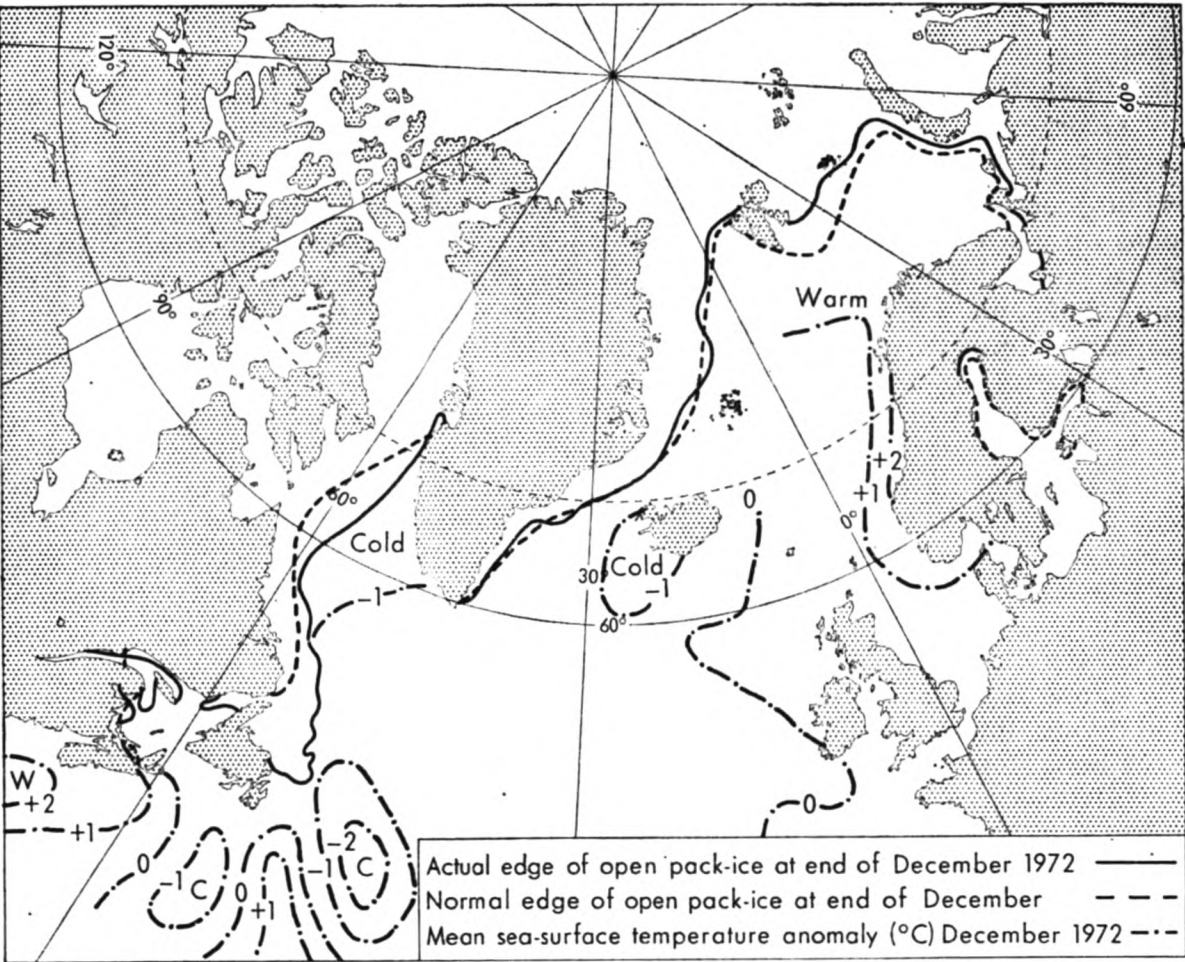 120°
60°
90°
Warm
30°
60°
+2
+1
0
0°
Cold
Cold
30°
-1
-1
60°
W
+2
+1
0
0
-2
-1
C
-1
C
0
+1
Actual edge of open pack-ice at end of December 1972
Normal edge of open pack-ice at end of December
Mean sea-surface temperature anomaly (°C) December 1972